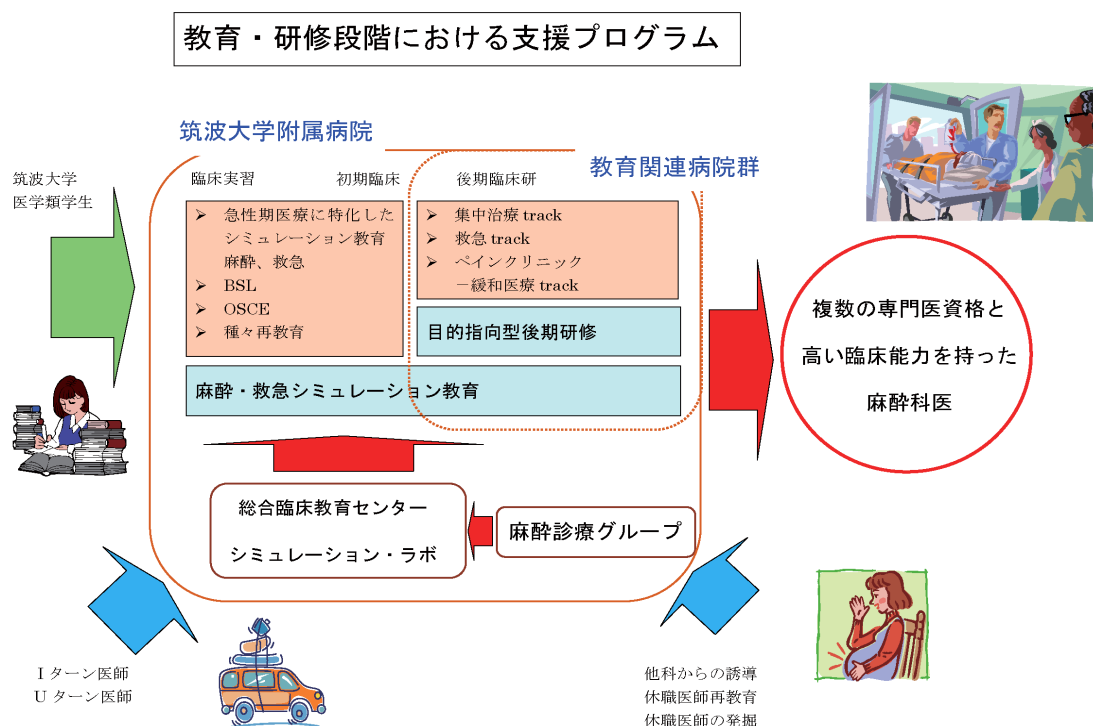 教育・研修段階における支援プログラム
筑波大学附属病院
教育関連病院群
筑波大学
医学類学生
臨床実習
初期臨床
後期臨床研
➢ 急性期医療に特化した
シミュレーション教育
麻酔、救急
➢ BSL
➢ OSCE
➢ 種々再教育
➢ 集中治療 track
➢ 救急 track
➢ ペインクリニック
－緩和医療 track
目的指向型後期研修
麻酔・救急シミュレーション教育
複数の専門医資格と
高い臨床能力を持った
麻酔科医
総合臨床教育センター
シミュレーション・ラボ
麻酔診療グループ
I ターン医師
U ターン医師
他科からの誘導
休職医師再教育
休職医師の発掘